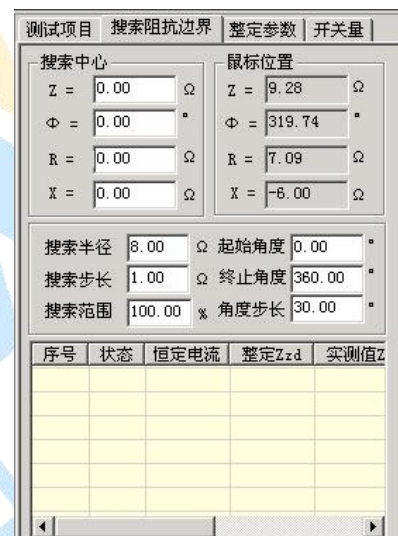 测试项目 搜索阻抗边界 整定参数 开关量
搜索中心 鼠标位置
Z = 0.00 Ω Z = 9.28 Ω
Φ = 0.00 ° Φ = 319.74 °
R = 0.00 Ω R = 7.09 Ω
X = 0.00 Ω X = -6.00 Ω
搜索半径 8.00 Ω 起始角度 0.00 °
搜索步长 1.00 Ω 终止角度 360.00 °
搜索范围 100.00 % 角度步长 30.00 °
序号 状态 恒定电流 整定Zzd 实测值Z